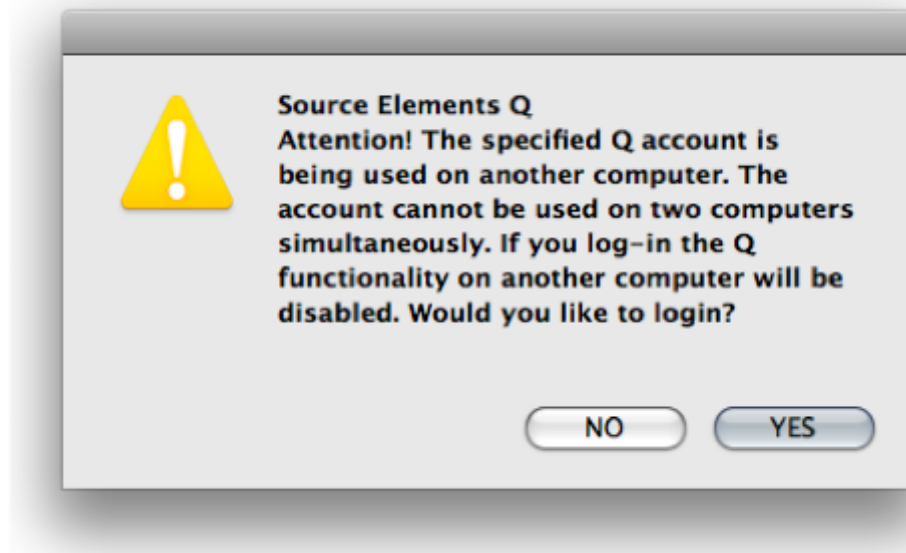 Source Elements Q
Attention! The specified Q account is
being used on another computer. The
account cannot be used on two computers
simultaneously. If you log-in the Q
functionality on another computer will be
disabled. Would you like to login?
NO YES